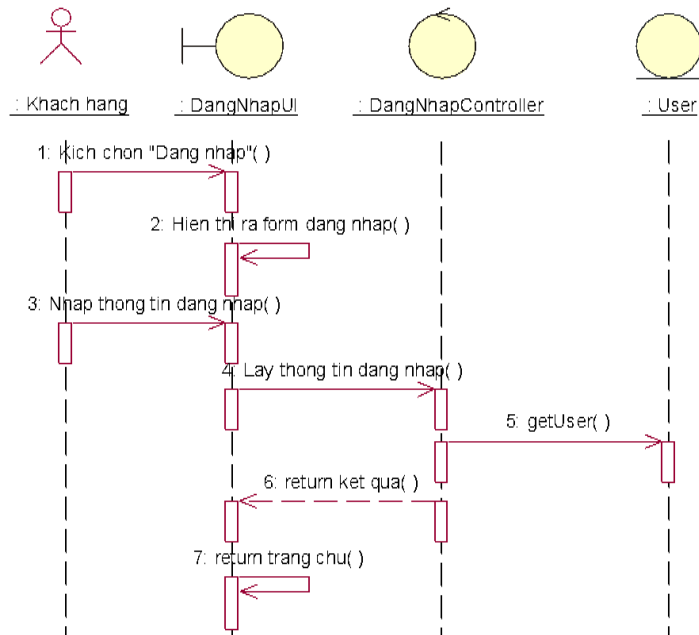 : Khach hang
: DangNhapUI
: DangNhapController
: User
1: Kich chon "Dang nhap"( )
2: Hien thi ra form dang nhap( )
3: Nhap thong tin dang nhap( )
4: Lay thong tin dang nhap( )
5: getUser( )
6: return ket qua( )
7: return trang chu( )